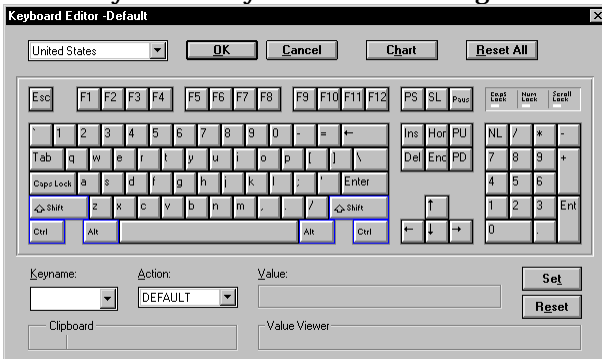 Keyboard Editor -Default
United States OK Cancel Chart Reset All
Esc F1 F2 F3 F4 F5 F6 F7 F8 F9 F10 F11 F12 PS SL Paus Caps Lock Num Lock Scroll Lock
` 1 2 3 4 5 6 7 8 9 0 - = ← Ins Hor PU NL / * -
Tab q w e r t y u i o p [ ] \ Del End PD 7 8 9 +
Caps Lock a s d f g h j k l ; ' Enter 4 5 6
Shift z x c v b n m , . / Shift ↑ 1 2 3 Ent
Ctrl Alt Alt Ctrl ← ↓ → 0 .
Keyname: Action: Value: Set
DEFAULT Reset
Clipboard Value Viewer